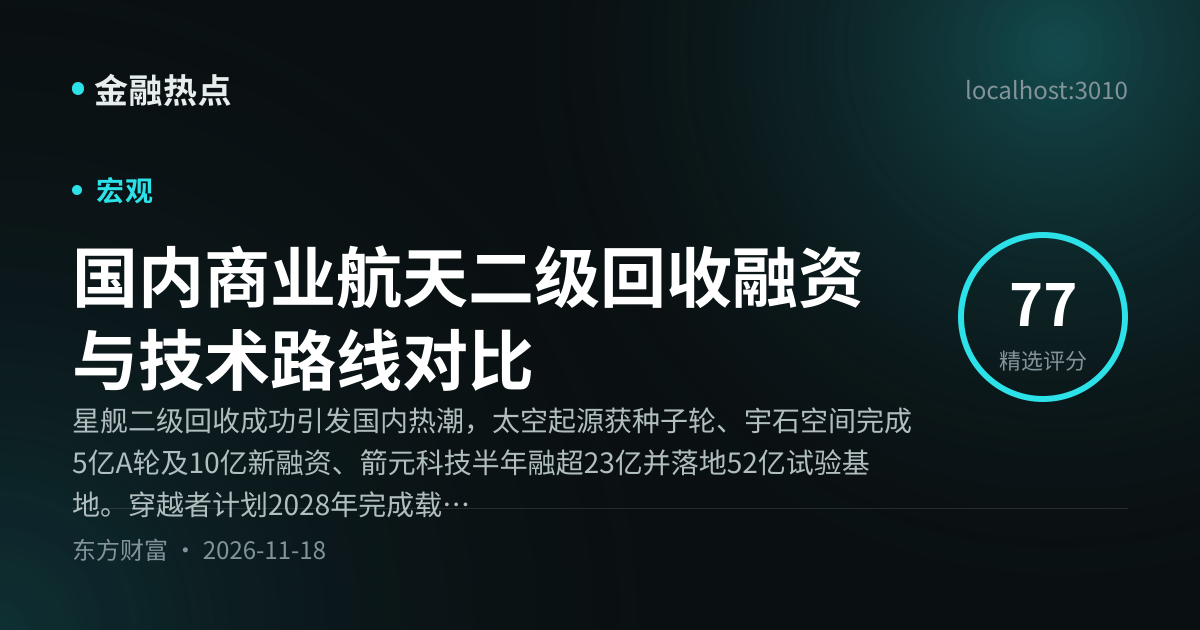 金融热点
localhost:3010
宏观
国内商业航天二级回收融资
与技术路线对比
77
精选评分
星舰二级回收成功引发国内热潮，太空起源获种子轮、宇石空间完成
5亿A轮及10亿新融资、箭元科技半年融超23亿并落地52亿试验基
地。穿越者计划2028年完成载…
东方财富 · 2026-11-18